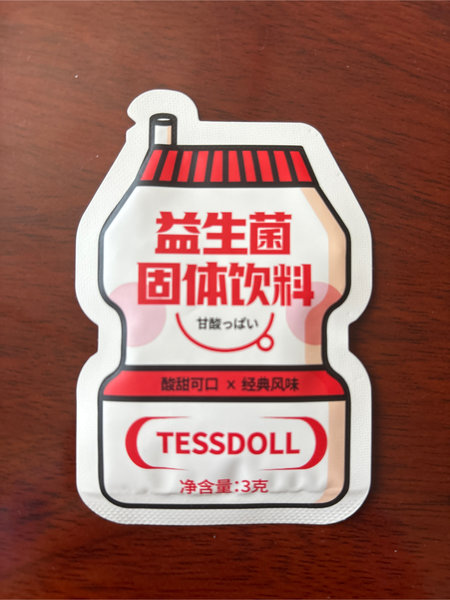 益生菌
固体饮料
甘酸っぱい
酸甜可口 × 经典风味
TESSDOLL
净含量:3克